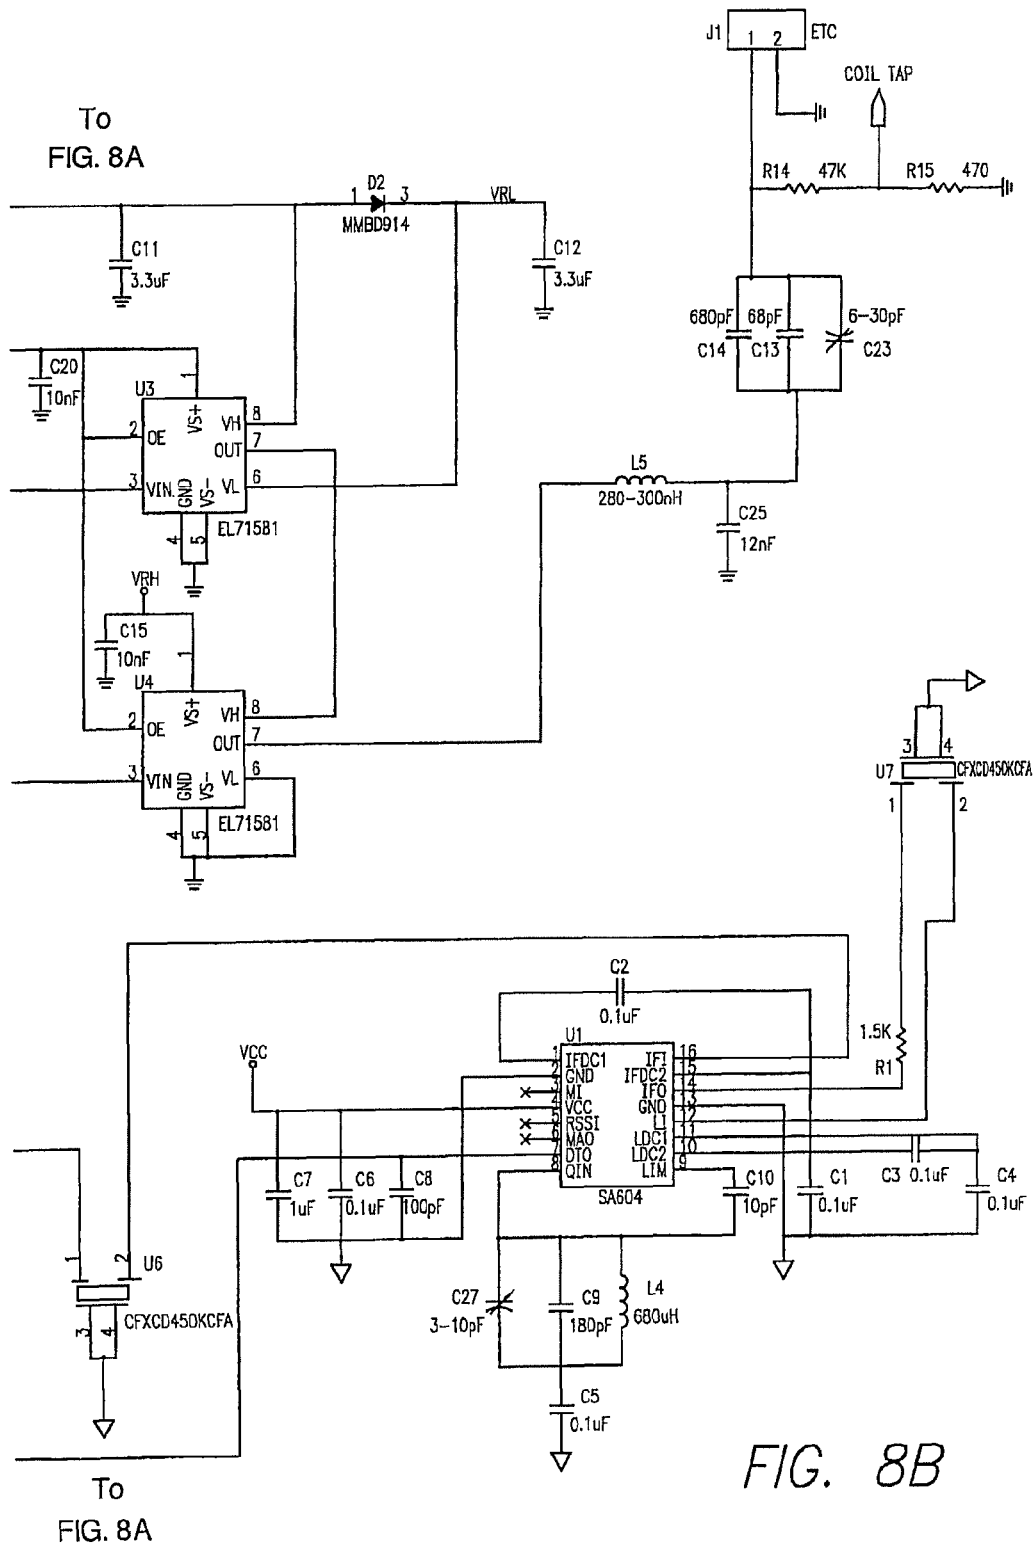 J1 1 2 ETC
COIL TAP
To
FIG. 8A
R14 47K R15 470
1 D2 3 VRL
MMBD914
C11
3.3uF
C12
3.3uF
680pF 68pF 6-30pF
C14 C13 C23
C20
10nF
U3
1
VS+
VH 8
2 OE
OUT 7
3 VIN
VL 6
GND
VS-
EL71581
4 5
L5
280-300nH
C25
12nF
VRH
C15
10nF
1
U4
VS+
VH 8
2 OE
OUT 7
3 VIN
VL 6
GND
VS-
EL71581
4 5
3 4
U7 CFXCD450KCFA
1 2
C2
0.1uF
1.5K
R1
VCC
U1
1 IFDC1 IFI 16
2 GND IFDC2 15
3 MI IFO 14
4 VCC GND 13
5 RSSI LI 12
6 MAO LDC1 11
7 DTO LDC2 10
8 QIN LIM 9
SA604
C7
1uF
C6
0.1uF
C8
100pF
C10
10pF
C1
0.1uF
C3 0.1uF
C4
0.1uF
1 2 U6
3 4 CFXCD450KCFA
C27
3-10pF
C9
180pF
L4
680uH
C5
0.1uF
FIG. 8B
To
FIG. 8A